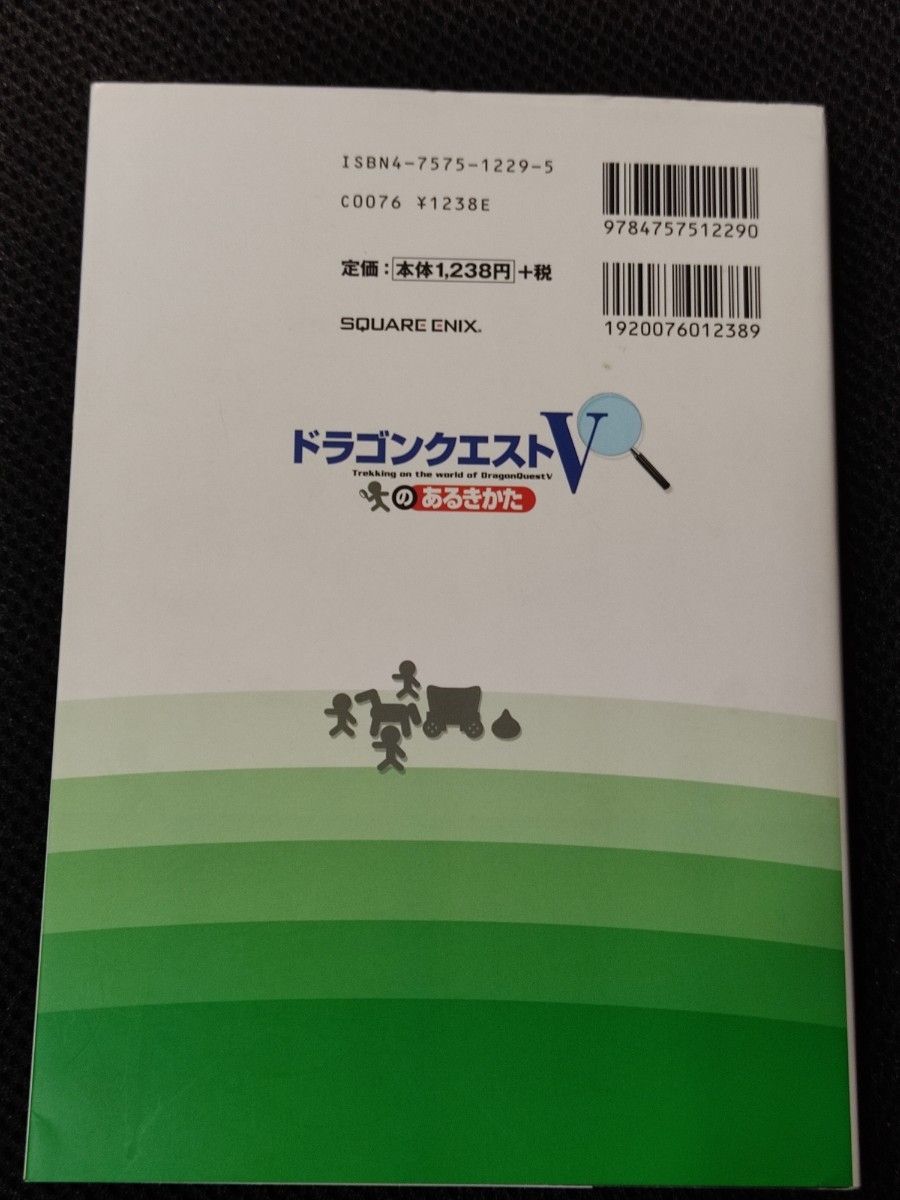 ISBN4-7575-1229-5
C0076 ¥1238E
9784757512290
定価：本体1,238円+税
1920076012389
SQUARE ENIX.
ドラゴンクエストV
Trekking on the world of DragonQuestV
のあるきかた